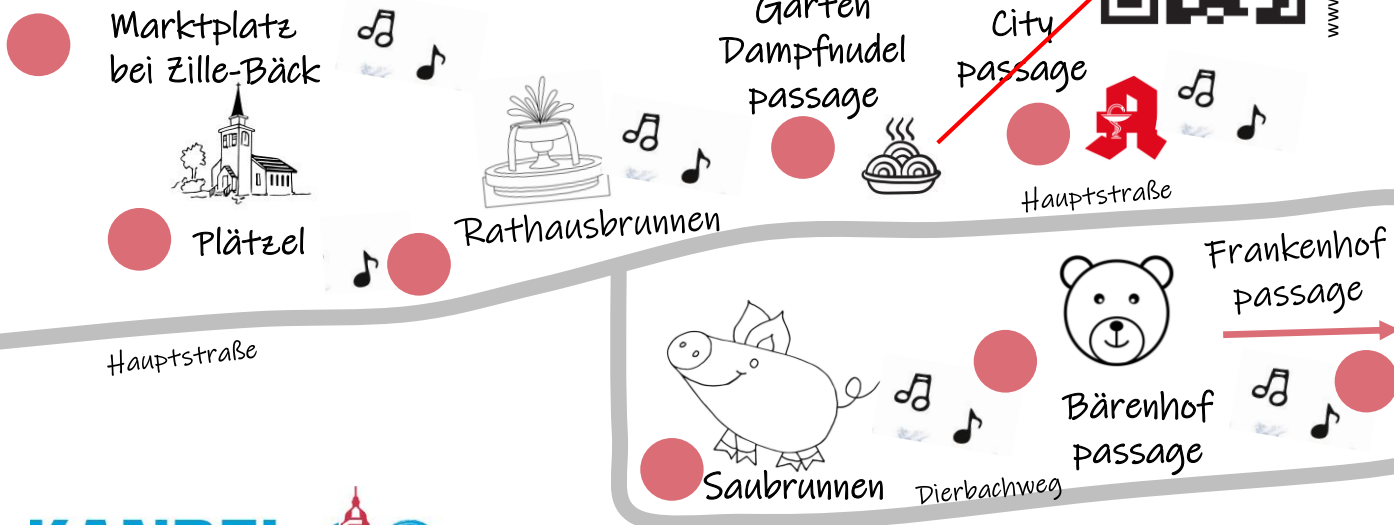 Marktplatz
bei Zille-Bäck
Garten
Dampfnudel
passage
City
passage
Plätzel
Rathausbrunnen
Hauptstraße
Hauptstraße
Frankenhof
passage
Bärenhof
passage
Saubrunnen
Dierbachweg